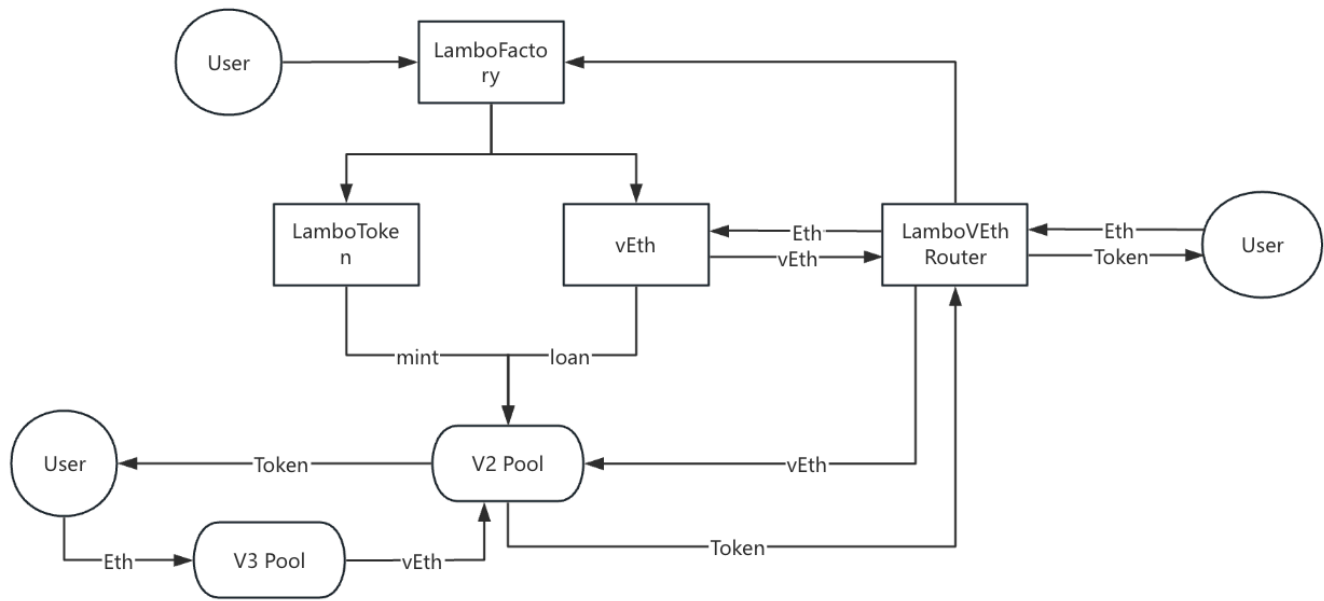 User
LamboFacto
ry
LamboToke
n
vEth
Eth
vEth
LamboVEth
Router
Eth
Token
User
mint
loan
User
Token
V2 Pool
vEth
Eth
V3 Pool
vEth
Token